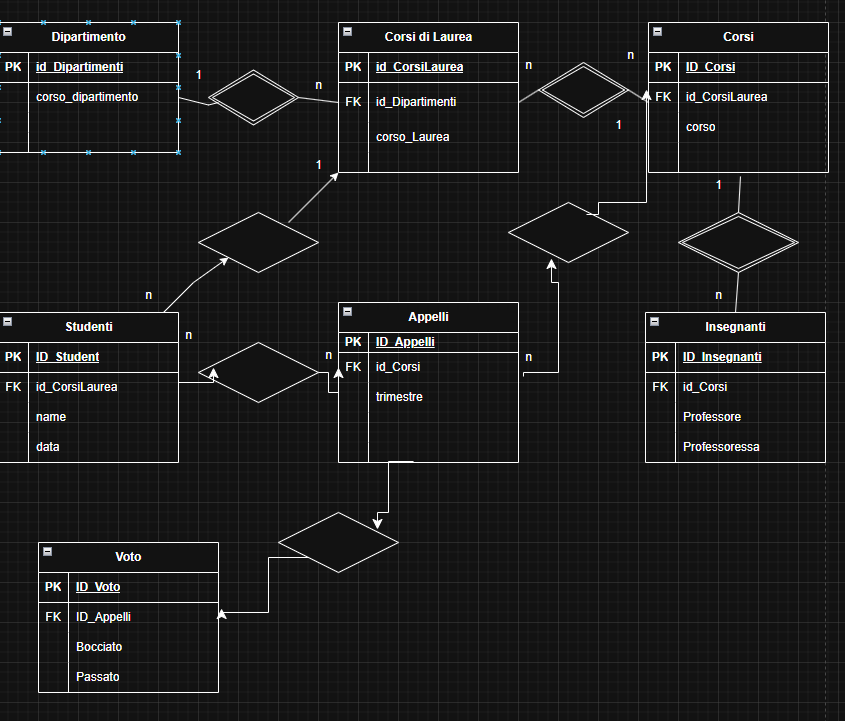 Dipartimento
PK id_Dipartimenti
corso_dipartimento
1
n
Corsi di Laurea
PK id_CorsiLaurea
FK id_Dipartimenti
corso_Laurea
n
n
1
Corsi
PK ID_Corsi
FK id_CorsiLaurea
corso
1
n
1
n
Studenti
PK ID_Student
FK id_CorsiLaurea
name
data
n
n
Appelli
PK ID_Appelli
FK id_Corsi
trimestre
n
Insegnanti
PK ID_Insegnanti
FK id_Corsi
Professore
Professoressa
Voto
PK ID_Voto
FK ID_Appelli
Bocciato
Passato